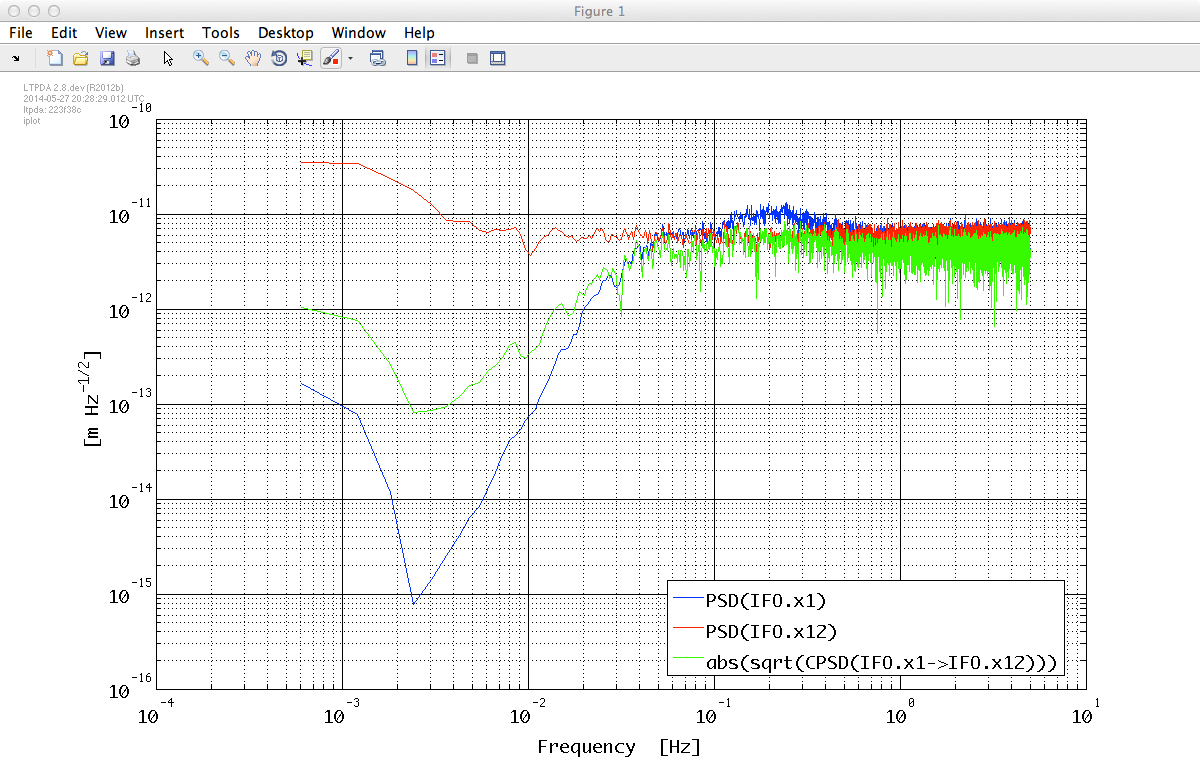 Figure 1
File Edit View Insert Tools Desktop Window Help
LTPDA 2.8.dev (R2012b)
2014-05-27 20:28:29.012 UTC
ltpda: 223f38c
iplot
10^-10
10^-11
10^-12
10^-13
10^-14
10^-15
10^-16
[m Hz^-1/2]
PSD(IFO.x1)
PSD(IFO.x12)
abs(sqrt(CPSD(IFO.x1->IFO.x12)))
10^-4 10^-3 10^-2 10^-1 10^0 10^1
Frequency [Hz]